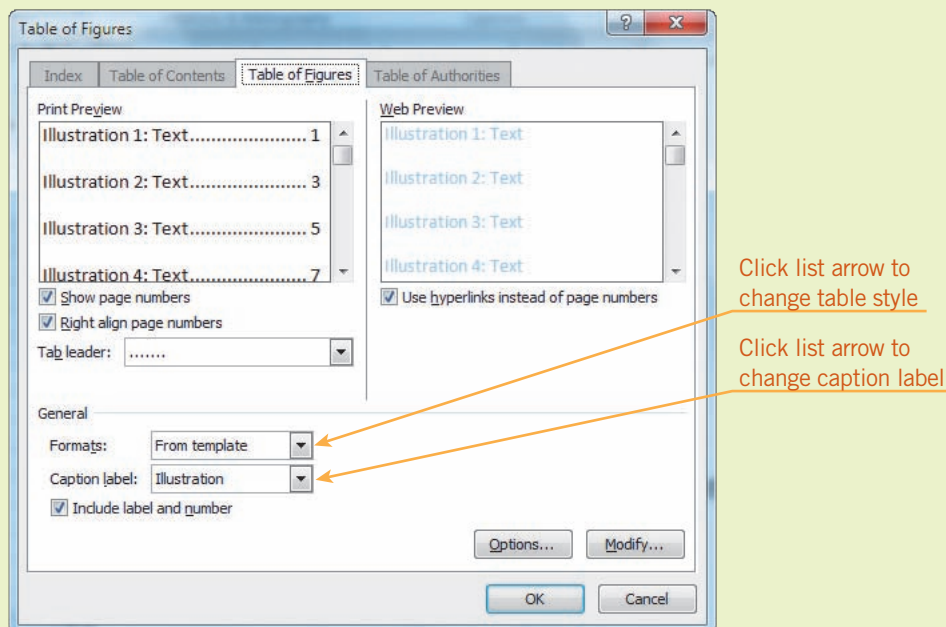 Table of Figures
?
Index
Table of Contents
Table of Figures
Table of Authorities
Print Preview
Illustration 1: Text...................... 1
Illustration 2: Text...................... 3
Illustration 3: Text...................... 5
Illustration 4: Text...................... 7
Show page numbers
Right align page numbers
Tab leader:
.......
Web Preview
Illustration 1: Text
Illustration 2: Text
Illustration 3: Text
Illustration 4: Text
Use hyperlinks instead of page numbers
General
Formats:
From template
Caption label:
Illustration
Include label and number
Options...
Modify...
OK
Cancel
Click list arrow to
change table style
Click list arrow to
change caption label